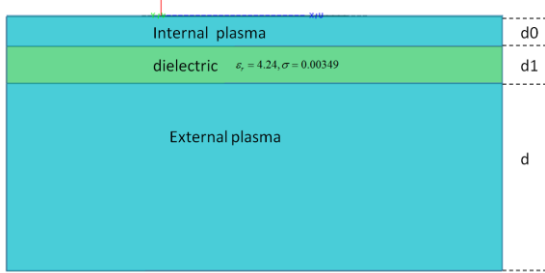 Internal plasma
d0
dielectric εr = 4.24, σ = 0.00349
d1
External plasma
d